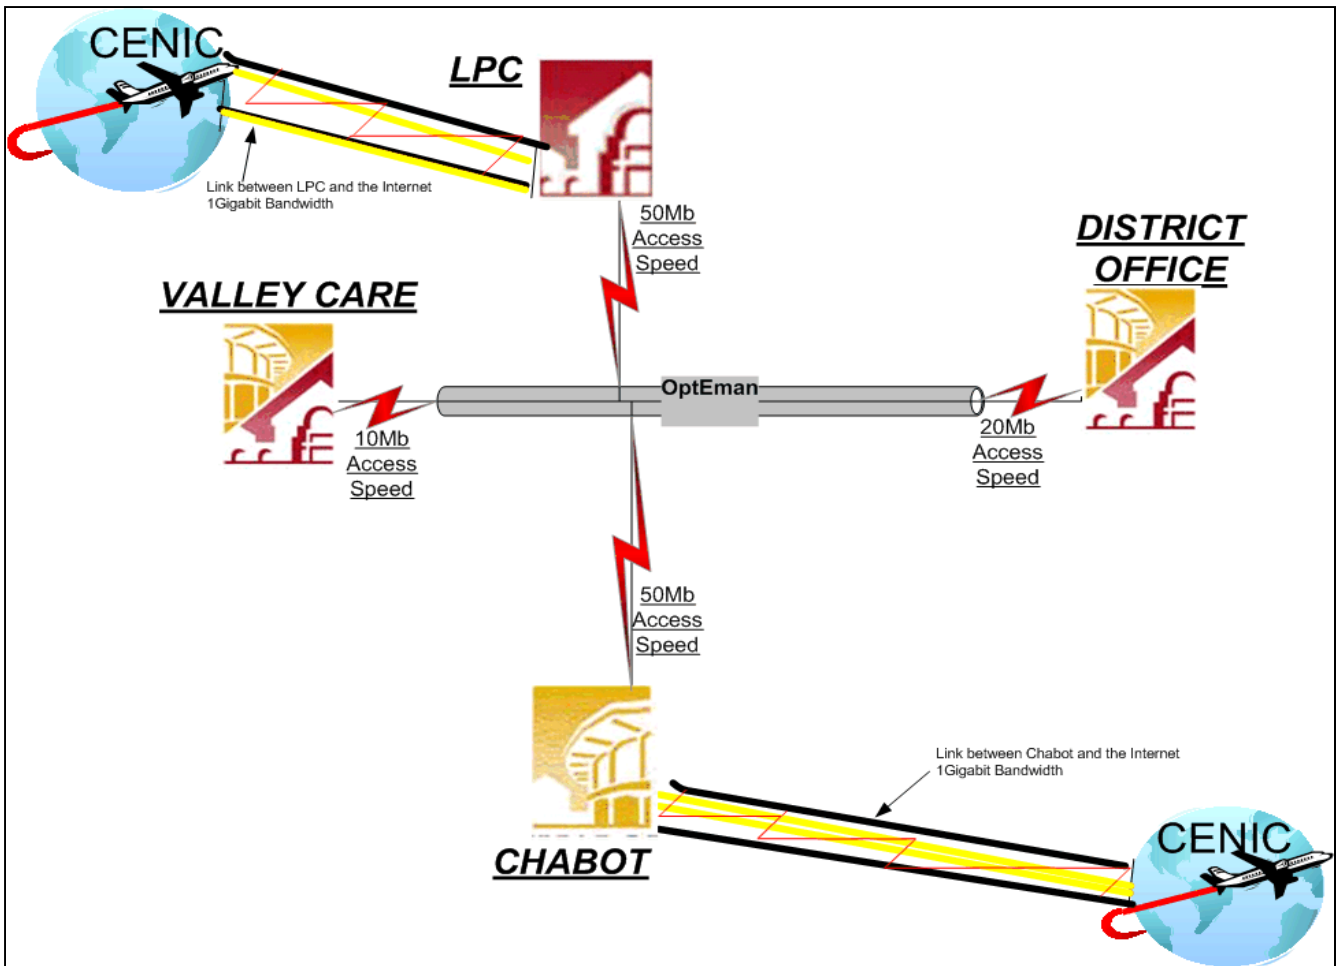 CENIC
LPC
Link between LPC and the Internet
1Gigabit Bandwidth
50Mb
Access
Speed
DISTRICT
OFFICE
VALLEY CARE
OptEman
10Mb
Access
Speed
20Mb
Access
Speed
50Mb
Access
Speed
Link between Chabot and the Internet
1Gigabit Bandwidth
CHABOT
CENIC